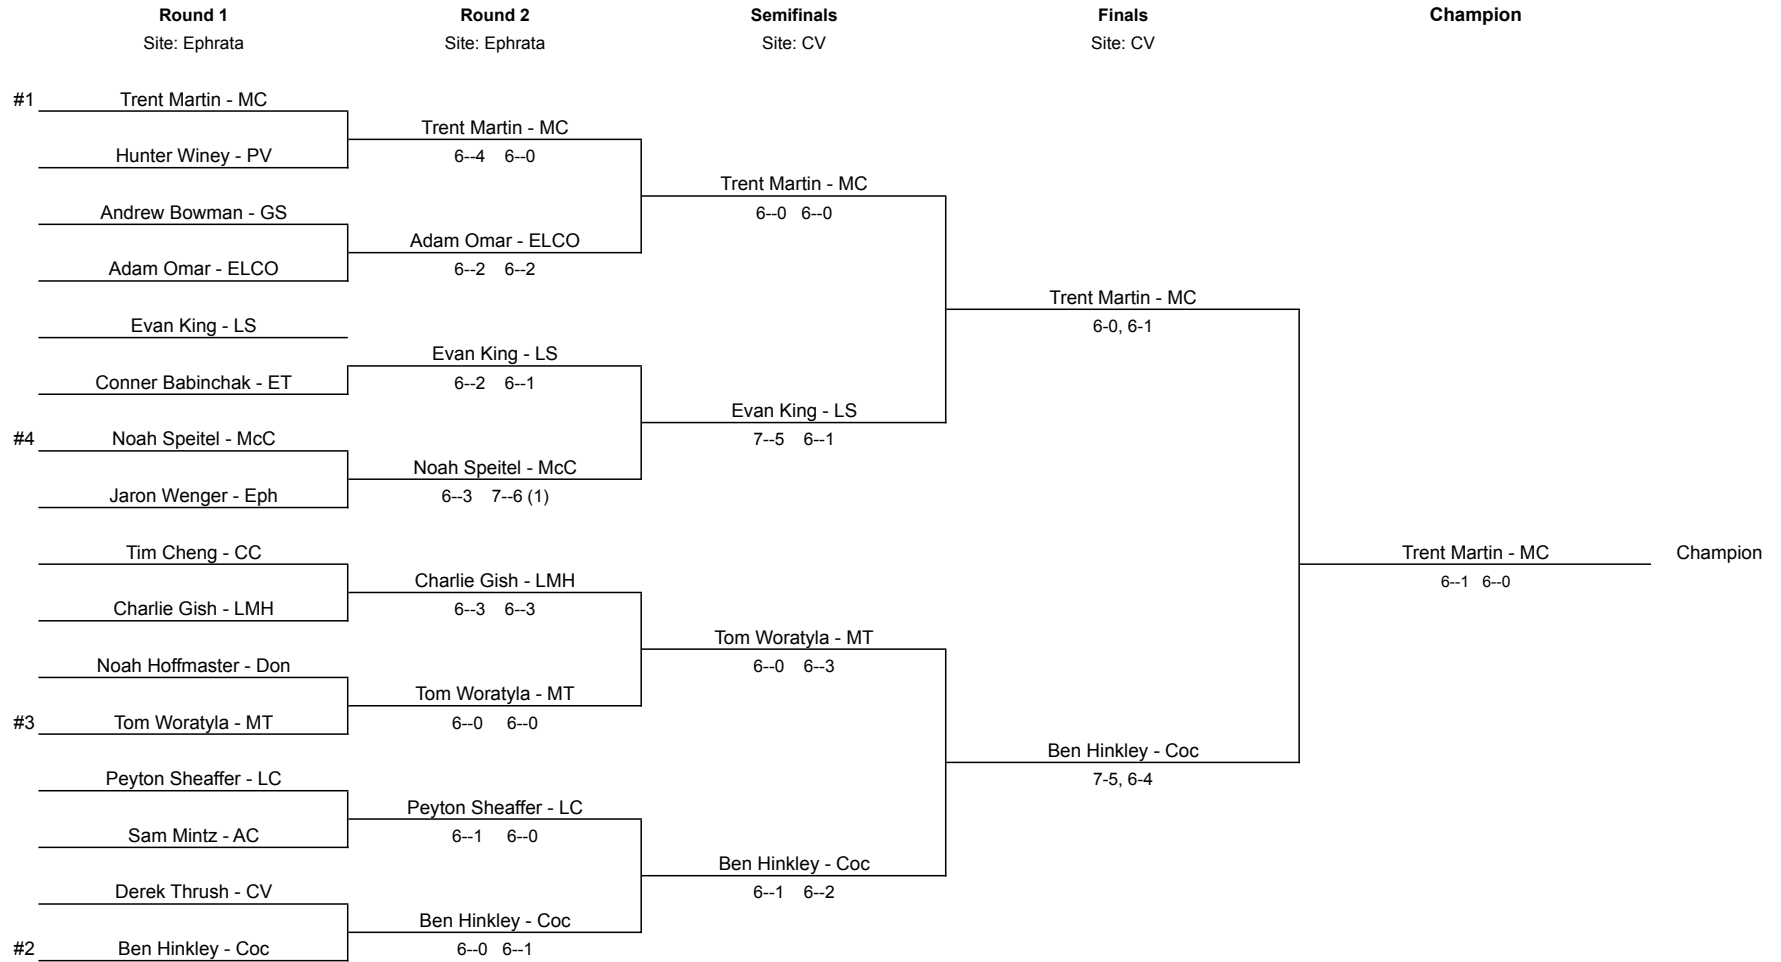 Round 1
Round 2
Semifinals
Finals
Champion
Site: Ephrata
Site: Ephrata
Site: CV
Site: CV
#1
Trent Martin - MC
Hunter Winey - PV
Andrew Bowman - GS
Adam Omar - ELCO
Evan King - LS
Conner Babinchak - ET
#4
Noah Speitel - McC
Jaron Wenger - Eph
Tim Cheng - CC
Charlie Gish - LMH
Noah Hoffmaster - Don
#3
Tom Woratyla - MT
Peyton Sheaffer - LC
Sam Mintz - AC
Derek Thrush - CV
#2
Ben Hinkley - Coc
Trent Martin - MC
6--4 6--0
Adam Omar - ELCO
6--2 6--2
Evan King - LS
6--2 6--1
Noah Speitel - McC
6--3 7--6 (1)
Charlie Gish - LMH
6--3 6--3
Tom Woratyla - MT
6--0 6--0
Peyton Sheaffer - LC
6--1 6--0
Ben Hinkley - Coc
6--0 6--1
Trent Martin - MC
6--0 6--0
Evan King - LS
7--5 6--1
Tom Woratyla - MT
6--0 6--3
Ben Hinkley - Coc
6--1 6--2
Trent Martin - MC
6-0, 6-1
Ben Hinkley - Coc
7-5, 6-4
Trent Martin - MC
6--1 6--0
Champion